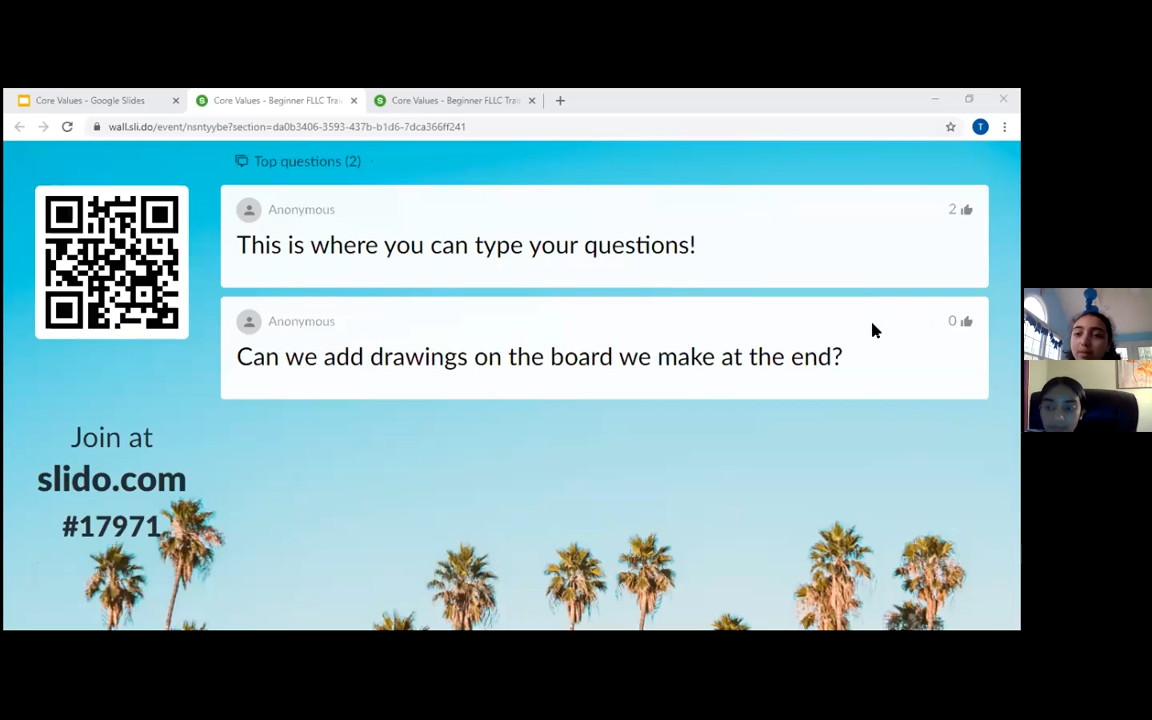 Core Values - Google Slides
Core Values - Beginner FLLC Trai
Core Values - Beginner FLLC Trai
wall.sli.do/event/nsntyybe?section=da0b3406-3593-437b-b1d6-7dca366ff241
T
Top questions (2)
Anonymous
2
This is where you can type your questions!
Anonymous
0
Can we add drawings on the board we make at the end?
Join at
slido.com
#17971